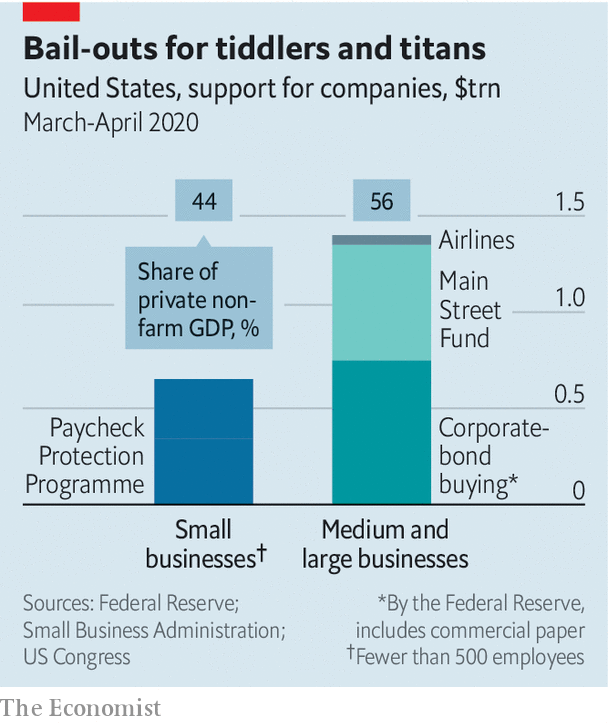 Bail-outs for tiddlers and titans
United States, support for companies, $trn
March-April 2020
44
56
1.5
Share of
private non-
farm GDP, %
Airlines
Main
Street
Fund
1.0
0.5
Paycheck
Protection
Programme
Corporate-
bond
buying*
0
Small
businesses†
Medium and
large businesses
Sources: Federal Reserve;
Small Business Administration;
US Congress
*By the Federal Reserve,
includes commercial paper
†Fewer than 500 employees
The Economist